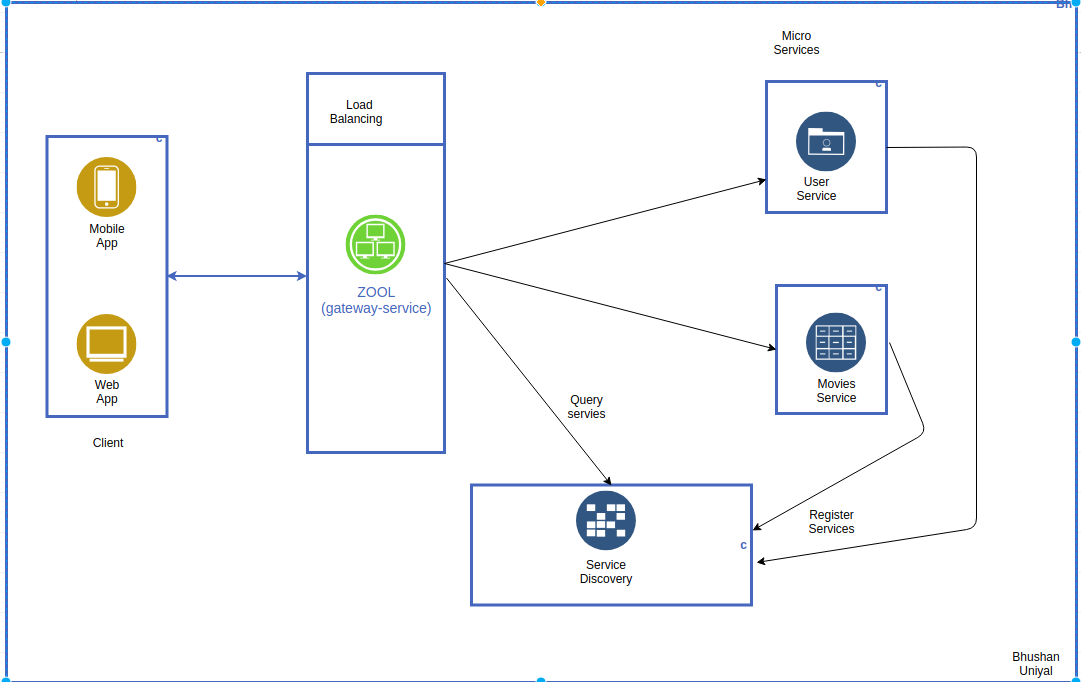 Bh
Micro
Services
c
Load
Balancing
c
Mobile
App
User
Service
ZOOL
(gateway-service)
c
Web
App
Movies
Service
Client
Query
servies
Register
Services
c
Service
Discovery
Bhushan
Uniyal